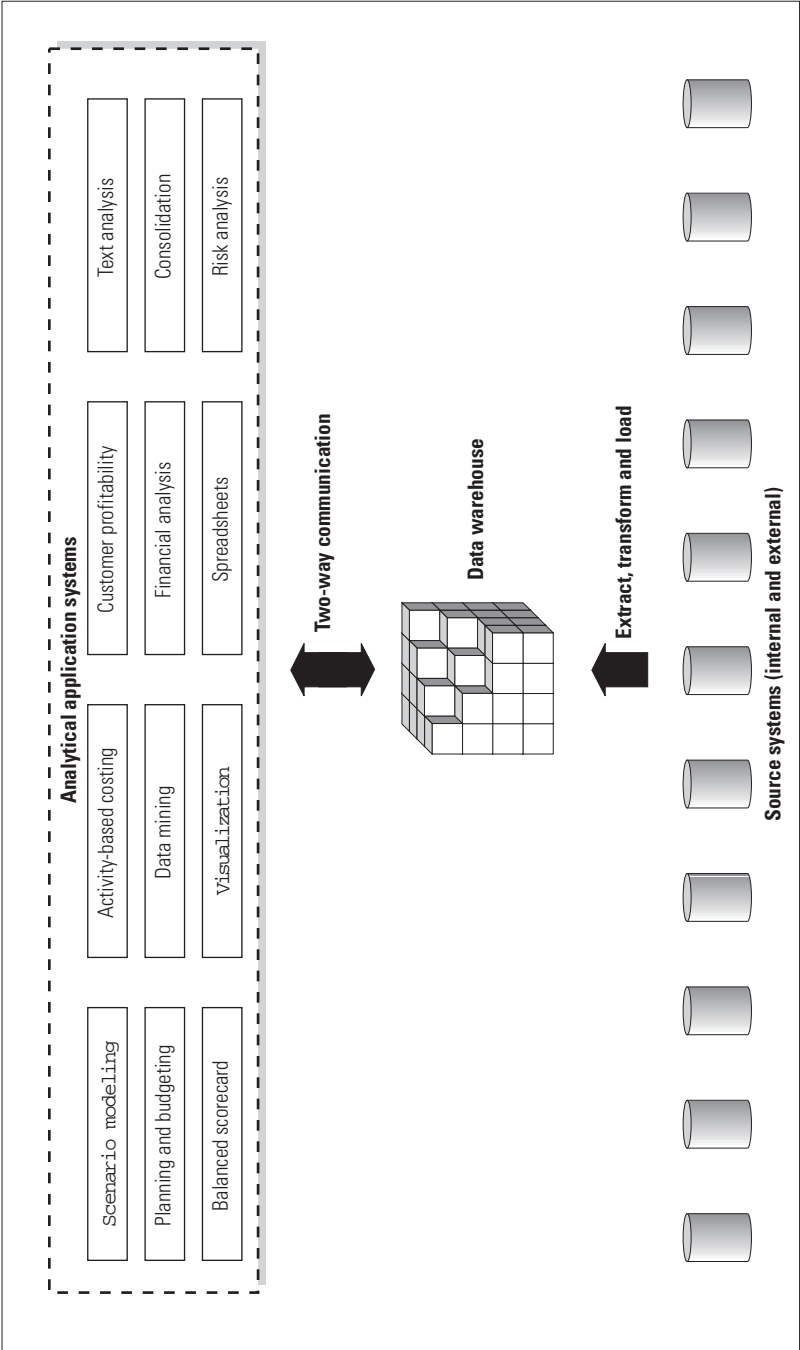 Analytical application systems
Scenario modeling
Activity-based costing
Customer profitability
Text analysis
Planning and budgeting
Data mining
Financial analysis
Consolidation
Balanced scorecard
Visualization
Spreadsheets
Risk analysis
Two-way communication
Data warehouse
Extract, transform and load
Source systems (internal and external)